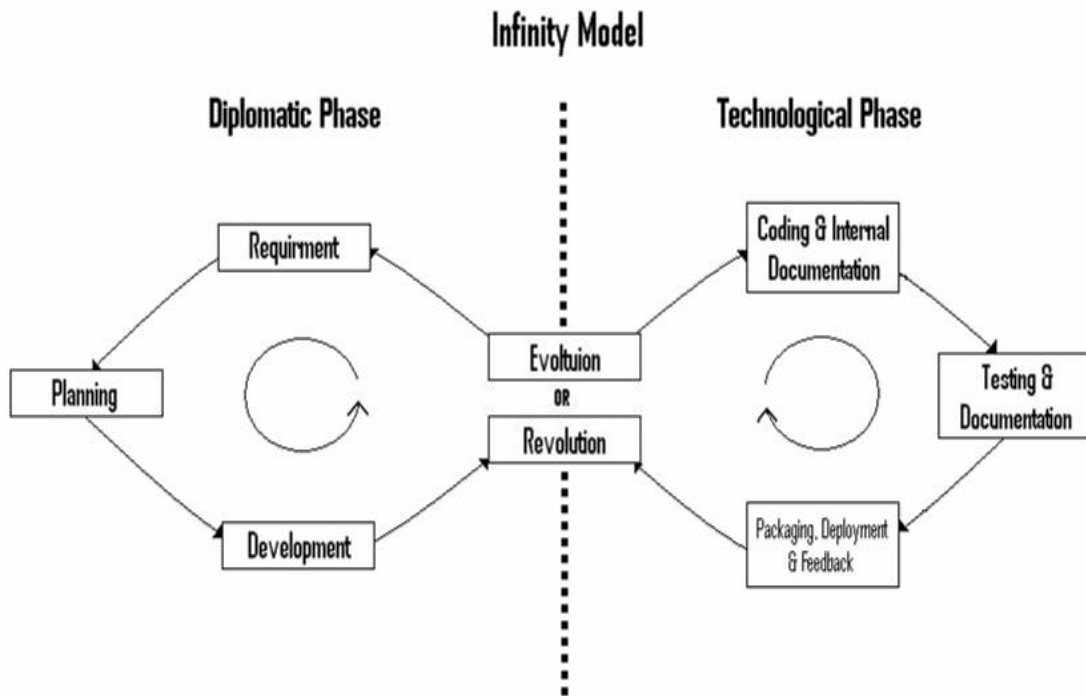 Infinity Model
Diplomatic Phase
Technological Phase
Requirment
Coding & Internal
Documentation
Evoltuion
Planning
OR
Testing &
Documentation
Revolution
Development
Packaging, Deployment
& Feedback